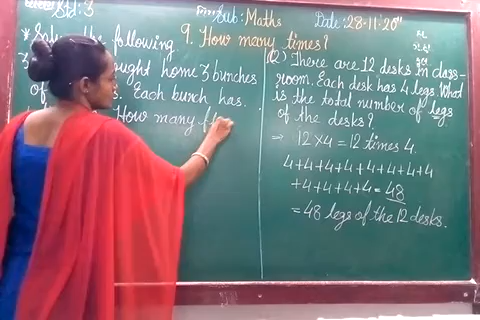 Std:3 Sub: Maths Date:28-11-20"
9. How many times?
* the following.
ought home 3 bunches
of s. Each bunch has.
How many fl
Q) There are 12 desks in class-
room. Each desk has 4 legs. What
is the total number of legs
of the desks?
⇒ 12×4 = 12 times 4.
4+4+4+4+4+4+4+4
+4+4+4+4=48
= 48 legs of the 12 desks.